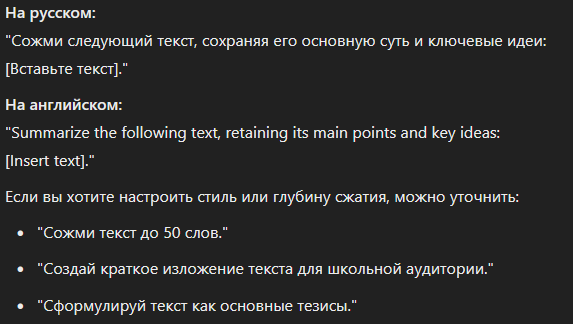 На русском:
"Сожми следующий текст, сохраняя его основную суть и ключевые идеи:
[Вставьте текст]."
На английском:
"Summarize the following text, retaining its main points and key ideas:
[Insert text]."
Если вы хотите настроить стиль или глубину сжатия, можно уточнить:
• "Сожми текст до 50 слов."
• "Создай краткое изложение текста для школьной аудитории."
• "Сформулируй текст как основные тезисы."